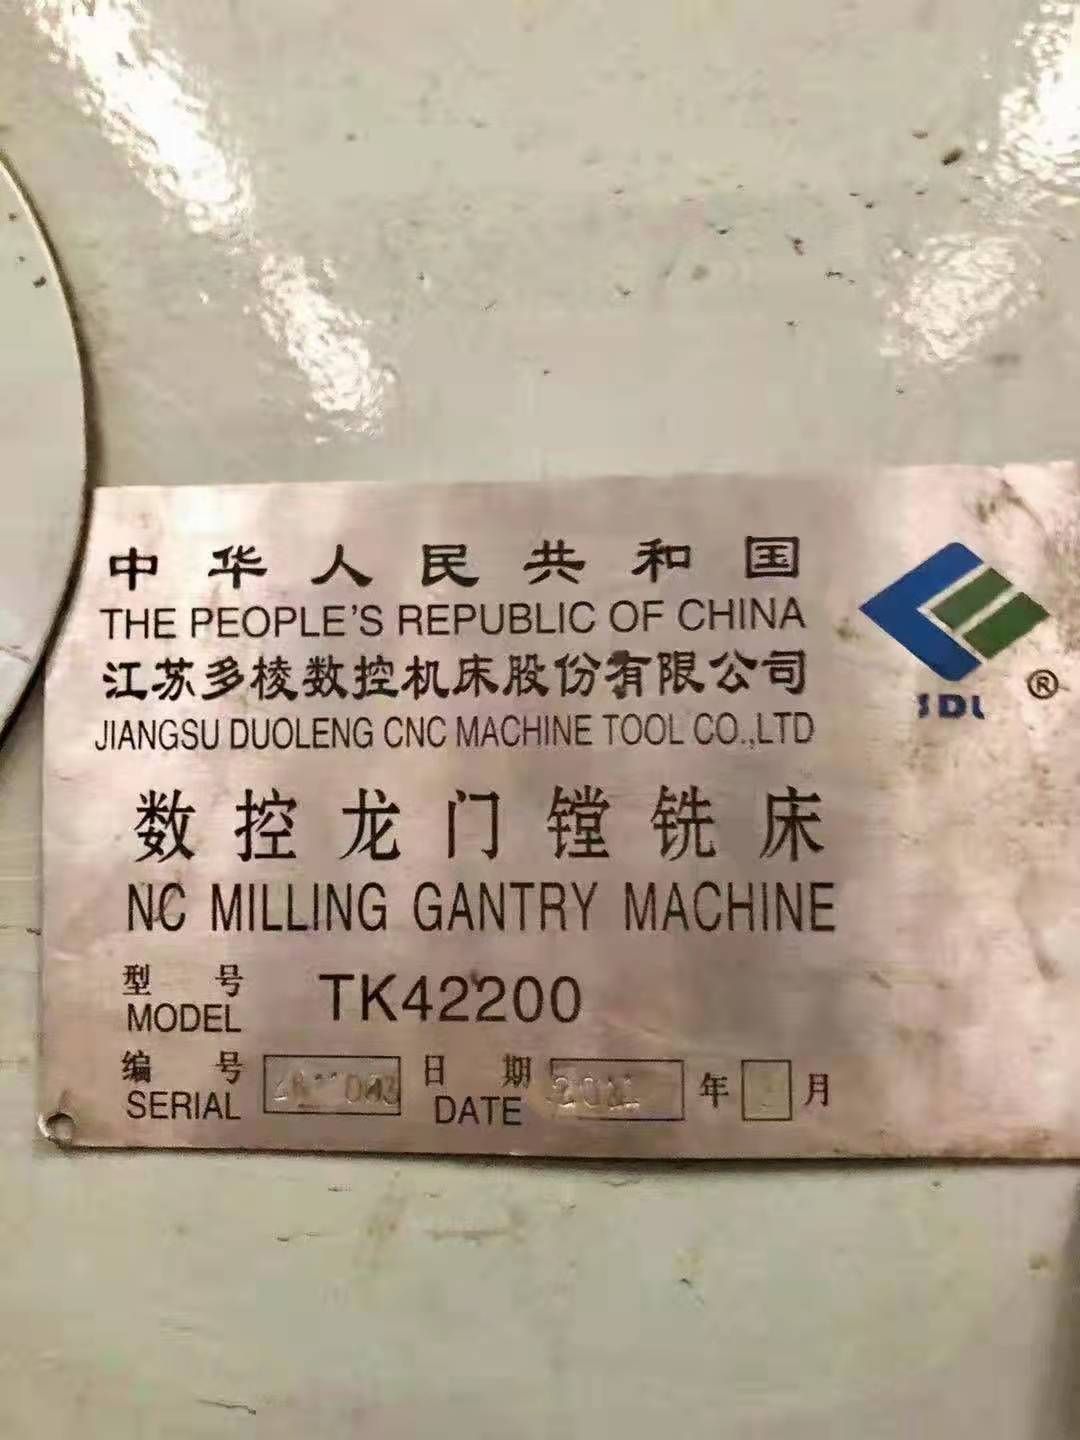 中华人民共和国
THE PEOPLE'S REPUBLIC OF CHINA
江苏多棱数控机床股份有限公司
JIANGSU DUOLENG CNC MACHINE TOOL CO.,LTD
®
数控龙门镗铣床
NC MILLING GANTRY MACHINE
型号 TK42200
MODEL
编号 日期 年 月
SERIAL DATE